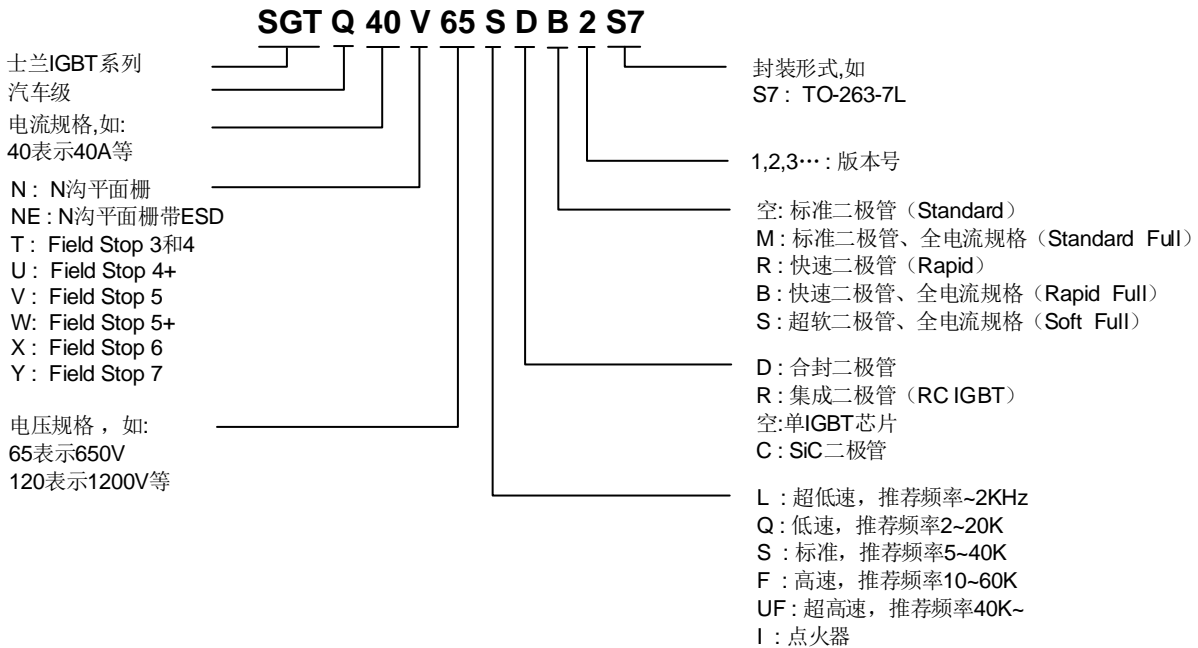 SGT Q 40 V 65 S D B 2 S7
士兰IGBT系列
汽车级
电流规格,如:
40表示40A等
N : N沟平面栅
NE : N沟平面栅带ESD
T : Field Stop 3和4
U : Field Stop 4+
V : Field Stop 5
W: Field Stop 5+
X : Field Stop 6
Y : Field Stop 7
电压规格 ，如:
65表示650V
120表示1200V等
封装形式,如
S7 : TO-263-7L
1,2,3··· : 版本号
空: 标准二极管（Standard）
M : 标准二极管、全电流规格（Standard Full）
R : 快速二极管（Rapid）
B : 快速二极管、全电流规格（Rapid Full）
S : 超软二极管、全电流规格（Soft Full）
D : 合封二极管
R : 集成二极管（RC IGBT）
空:单IGBT芯片
C : SiC二极管
L : 超低速，推荐频率~2KHz
Q : 低速，推荐频率2~20K
S : 标准，推荐频率5~40K
F : 高速，推荐频率10~60K
UF : 超高速，推荐频率40K~
I : 点火器